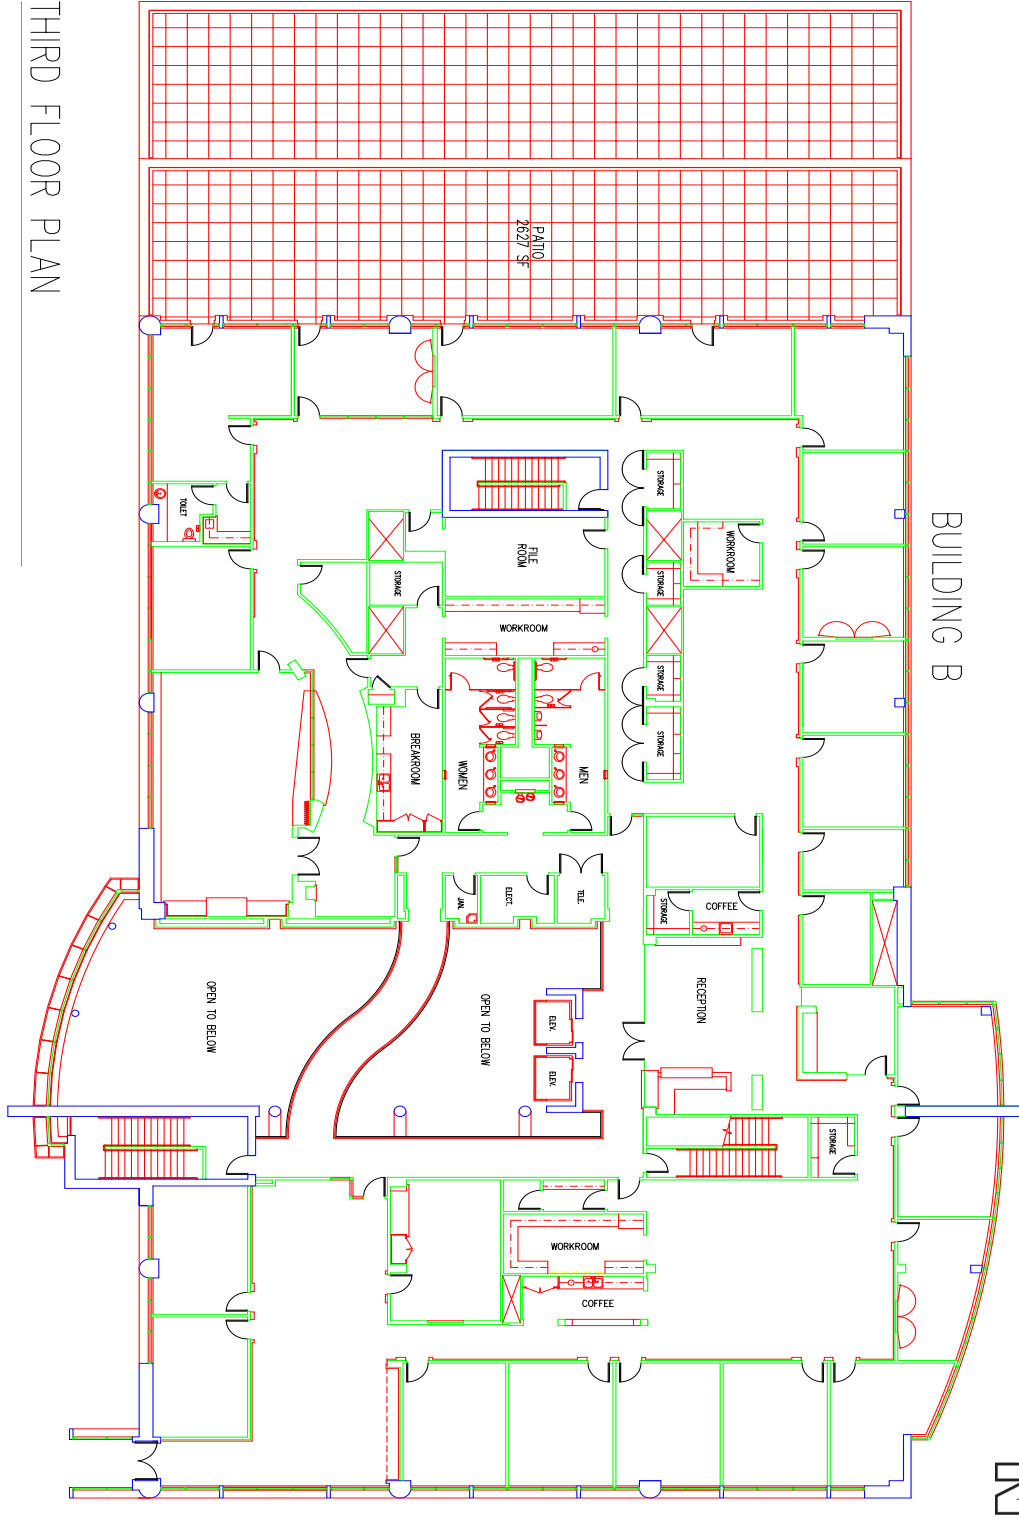 THIRD FLOOR PLAN
BUILDING B
PATIO
2627 SF
STORAGE
WORKROOM
TOILET
FILE
ROOM
STORAGE
STORAGE
WORKROOM
STORAGE
BREAKROOM
WOMEN
MEN
STORAGE
JAN.
ELECT.
TELE.
STORAGE
COFFEE
RECEPTION
OPEN TO BELOW
OPEN TO BELOW
ELEV.
ELEV.
STORAGE
WORKROOM
COFFEE